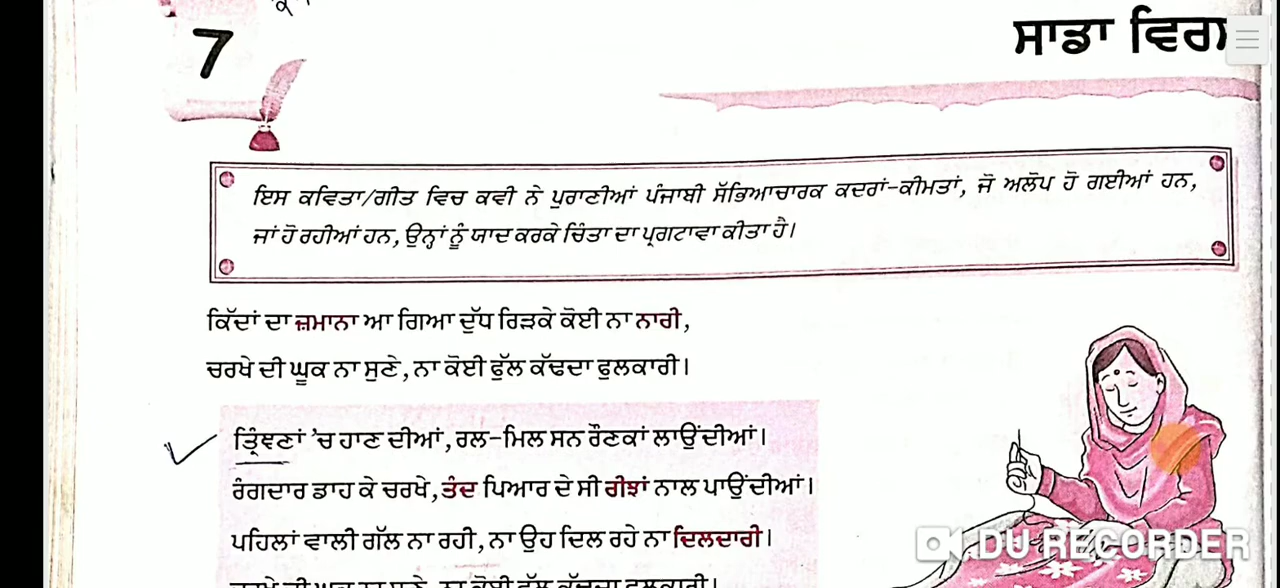 7
ਸਾਡਾ
ਇਸ ਕਵਿਤਾ/ਗੀਤ ਵਿਚ ਕਵੀ ਨੇ ਪੁਰਾਣੀਆਂ ਪੰਜਾਬੀ ਸੱਭਿਆਚਾਰਕ ਕਦਰਾਂ-ਕੀਮਤਾਂ, ਜੋ ਅਲੋਪ ਹੋ ਗਈਆਂ ਹਨ,
ਜਾਂ ਹੋ ਰਹੀਆਂ ਹਨ, ਉਨ੍ਹਾਂ ਨੂੰ ਯਾਦ ਕਰਕੇ ਚਿੰਤਾ ਦਾ ਪ੍ਰਗਟਾਵਾ ਕੀਤਾ ਹੈ।
ਕਿੱਦਾਂ ਦਾ ਜ਼ਮਾਨਾ ਆ ਗਿਆ ਦੁੱਧ ਰਿੜਕੇ ਕੋਈ ਨਾ ਨਾਰੀ,
ਚਰਖੇ ਦੀ ਘੂਕ ਨਾ ਸੁਣੇ, ਨਾ ਕੋਈ ਫੁੱਲ ਕੱਢਦਾ ਫੁਲਕਾਰੀ।
ਤ੍ਰਿੰਞਣਾਂ ’ਚ ਹਾਣ ਦੀਆਂ, ਰਲ-ਮਿਲ ਸਨ ਰੌਣਕਾਂ ਲਾਉਂਦੀਆਂ।
ਰੰਗਦਾਰ ਡਾਹ ਕੇ ਚਰਖੇ, ਤੰਦ ਪਿਆਰ ਦੇ ਸੀ ਰੀਝਾਂ ਨਾਲ ਪਾਉਂਦੀਆਂ।
ਪਹਿਲਾਂ ਵਾਲੀ ਗੱਲ ਨਾ ਰਹੀ, ਨਾ ਉਹ ਦਿਲ ਰਹੇ ਨਾ ਦਿਲਦਾਰੀ।
DU RECORDER